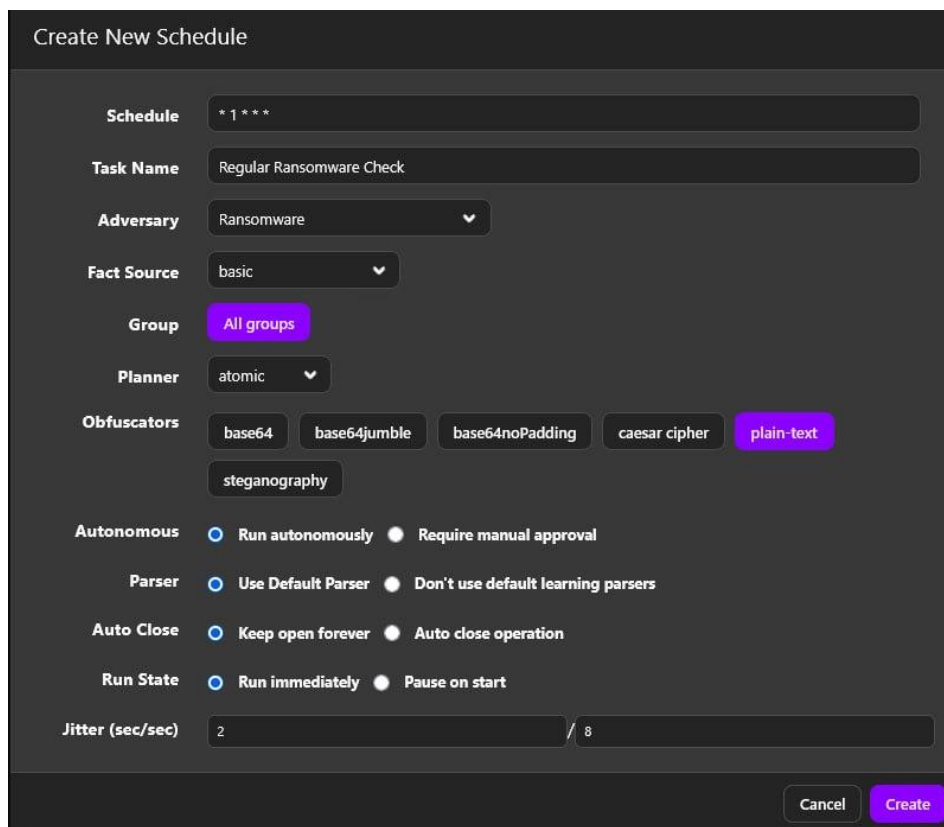 Create New Schedule
Schedule * 1 * * *
Task Name Regular Ransomware Check
Adversary Ransomware
Fact Source basic
Group All groups
Planner atomic
Obfuscators base64 base64jumble base64noPadding caesar cipher plain-text
steganography
Autonomous Run autonomously Require manual approval
Parser Use Default Parser Don't use default learning parsers
Auto Close Keep open forever Auto close operation
Run State Run immediately Pause on start
Jitter (sec/sec) 2 / 8
Cancel Create